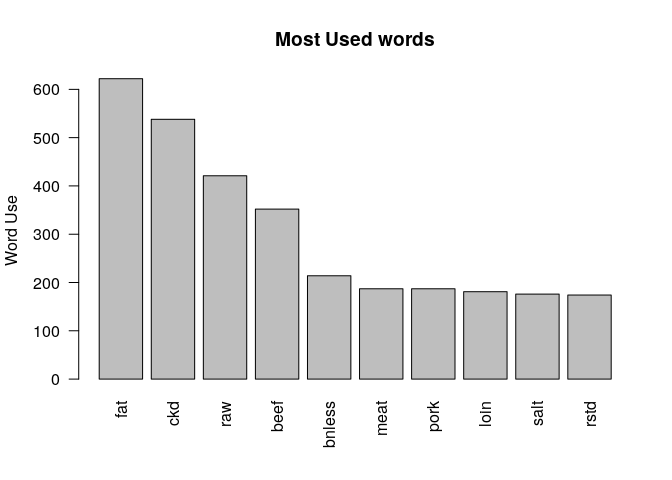 Most Used words
Word Use
600
500
400
300
200
100
0
fat
ckd
raw
beef
bnless
meat
pork
loin
salt
rstd